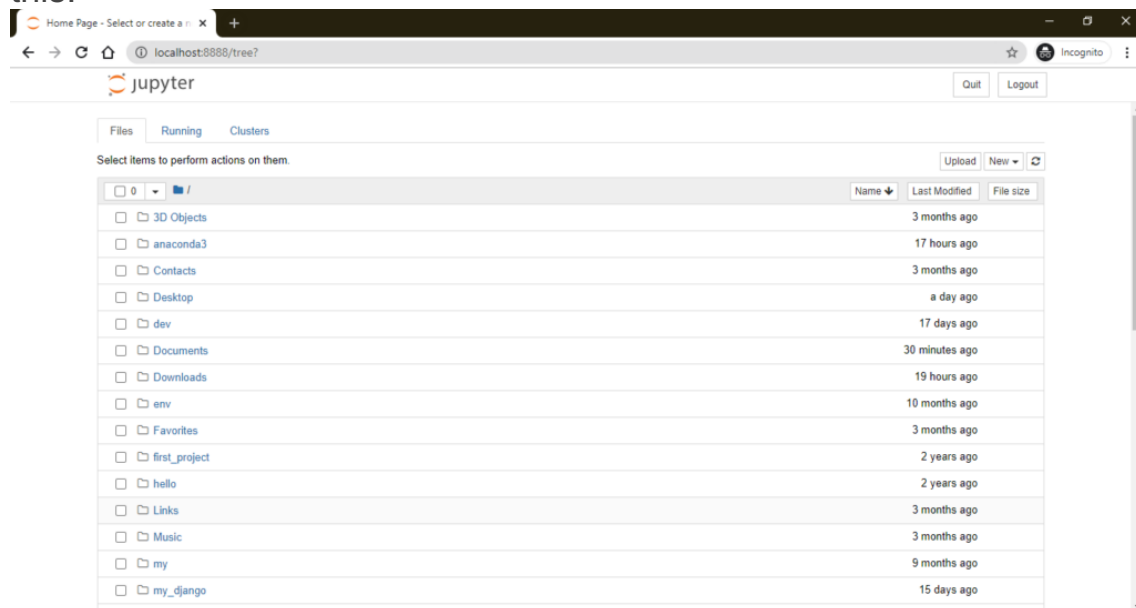 this.
Home Page - Select or create a n
localhost:8888/tree?
Incognito
jupyter
Quit Logout
Files Running Clusters
Select items to perform actions on them.
Upload New
0 /
Name Last Modified File size
3D Objects 3 months ago
anaconda3 17 hours ago
Contacts 3 months ago
Desktop a day ago
dev 17 days ago
Documents 30 minutes ago
Downloads 19 hours ago
env 10 months ago
Favorites 3 months ago
first_project 2 years ago
hello 2 years ago
Links 3 months ago
Music 3 months ago
my 9 months ago
my_django 15 days ago